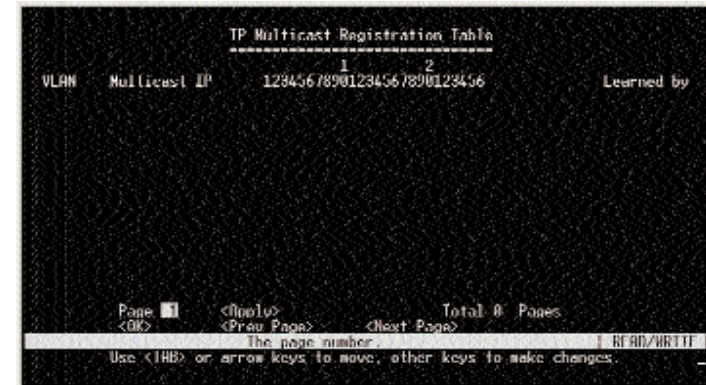 IP Multicast Registration Table
===============================
1 2
VLAN Multicast IP 12345678901234567890123456 Learned by
Page 1 <Apply> Total 0 Pages
<OK> <Prev Page> <Next Page>
The page number. | READ/WRITE
Use <TAB> or arrow keys to move, other keys to make changes.